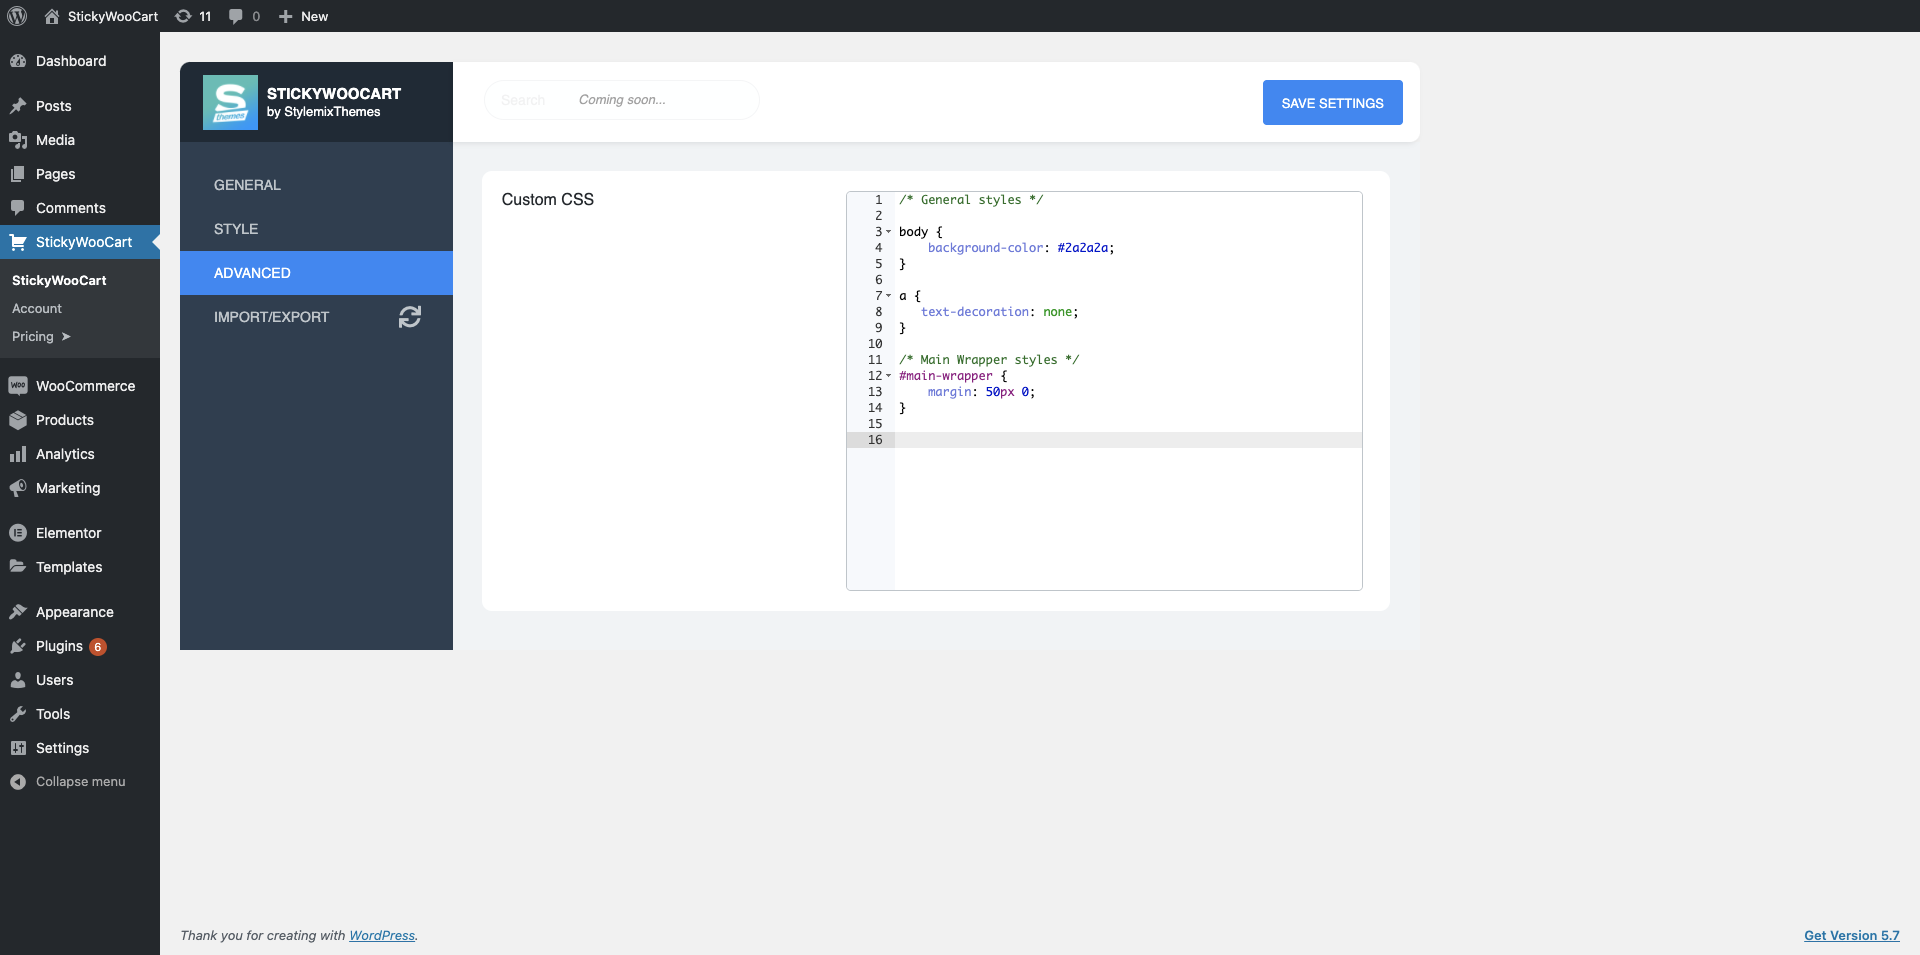 StickyWooCart 11 0 New
Dashboard
Posts
Media
Pages
Comments
StickyWooCart
StickyWooCart
Account
Pricing ➤
WooCommerce
Products
Analytics
Marketing
Elementor
Templates
Appearance
Plugins 6
Users
Tools
Settings
Collapse menu
S
themes
STICKYWOOCART
by StylemixThemes
GENERAL
STYLE
ADVANCED
IMPORT/EXPORT
Search Coming soon...
SAVE SETTINGS
Custom CSS
1 /* General styles */
2
3 body {
4 background-color: #2a2a2a;
5 }
6
7 a {
8 text-decoration: none;
9 }
10
11 /* Main Wrapper styles */
12 #main-wrapper {
13 margin: 50px 0;
14 }
15
16
Thank you for creating with WordPress.
Get Version 5.7